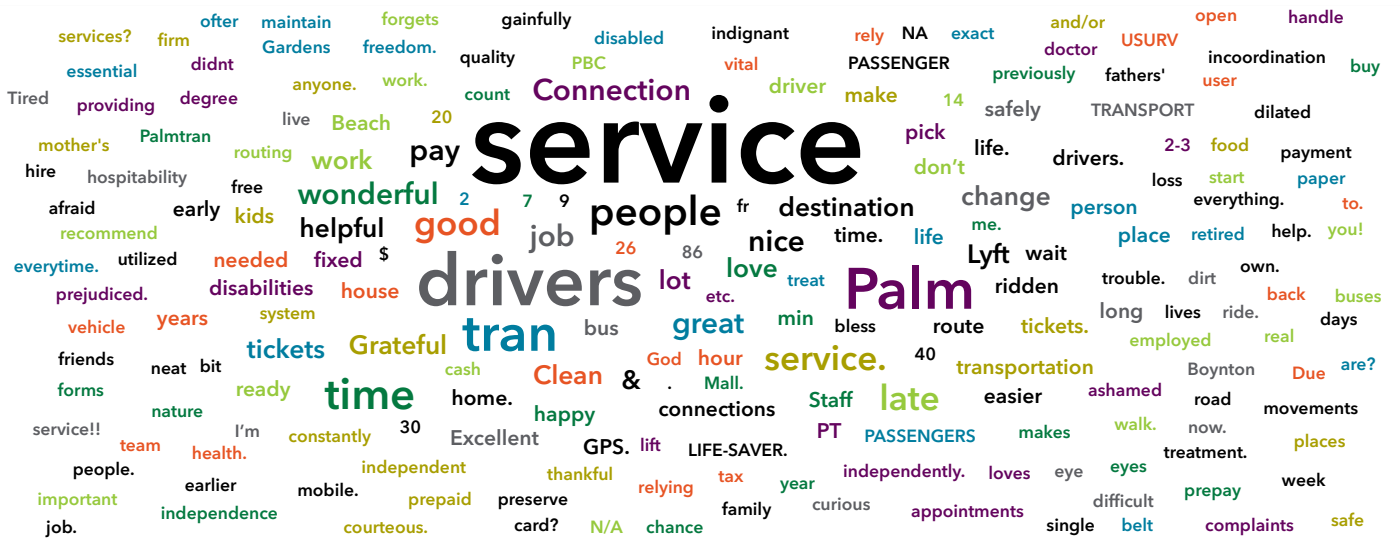 often maintain forgets gainfully and/or open handle
services? firm Gardens freedom. disabled indignant rely NA exact doctor USURV
essential didnt quality PBC vital PASSENGER previously fathers' incoordination user buy
Tired providing degree anyone. work. count Connection driver make 14 safely TRANSPORT dilated
mother's Palmtran live Beach 20 service pick 2-3 food payment
hire hospitability routing work pay don't life. drivers. loss start paper
afraid early free kids wonderful 2 7 9 people fr destination change person everything. to.
recommend helpful good job nice time. life me. place retired help. you!
everytime. utilized needed fixed $ 26 86 Lyft wait own.
prejudiced. disabilities house drivers lot etc. love treat Palm ridden trouble. dirt back buses
vehicle years system tran bus great min bless route tickets. long lives ride. days
friends neat bit tickets Grateful God hour service. 40 transportation employed real are?
forms ready cash Clean & . Mall. Staff late easier ashamed Boynton Due
nature time home. happy connections road movements
service!! team I'm constantly 30 Excellent GPS. lift LIFE-SAVER. PT PASSENGERS makes walk. now. places
people. health. independent thankful relying tax independently. loves eye eyes treatment. week
important earlier mobile. prepaid preserve year curious appointments difficult prepay
job. independence courteous. card? N/A chance family single belt complaints safe